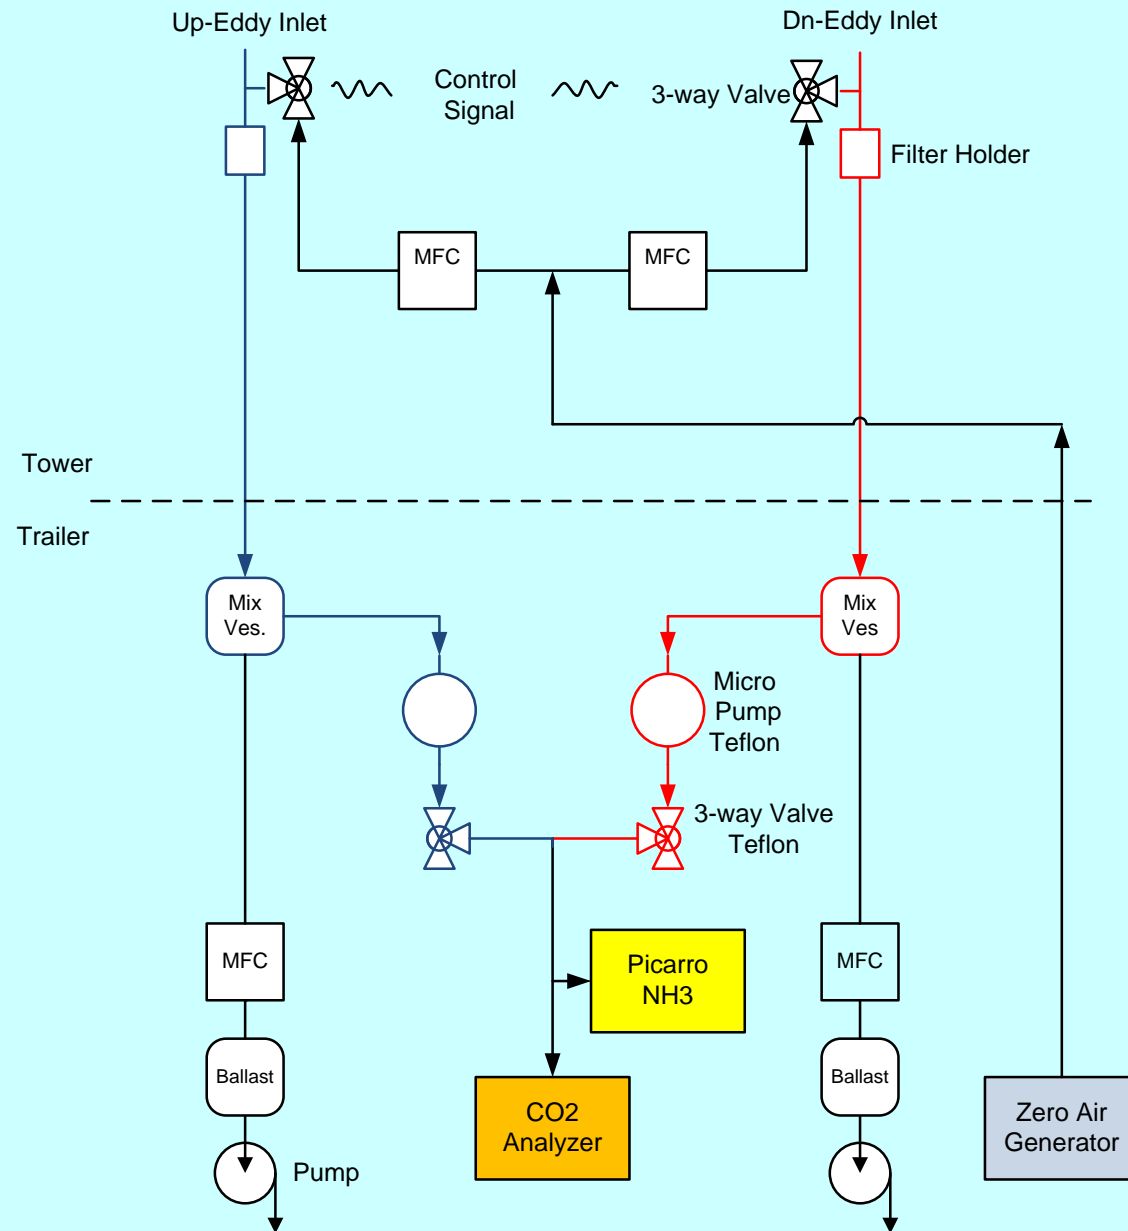 Up-Eddy Inlet
Dn-Eddy Inlet
Control
Signal
3-way Valve
Filter Holder
MFC
MFC
Tower
Trailer
Mix
Ves.
Mix
Ves
Micro
Pump
Teflon
3-way Valve
Teflon
MFC
Picarro
NH3
MFC
Ballast
CO2
Analyzer
Ballast
Zero Air
Generator
Pump